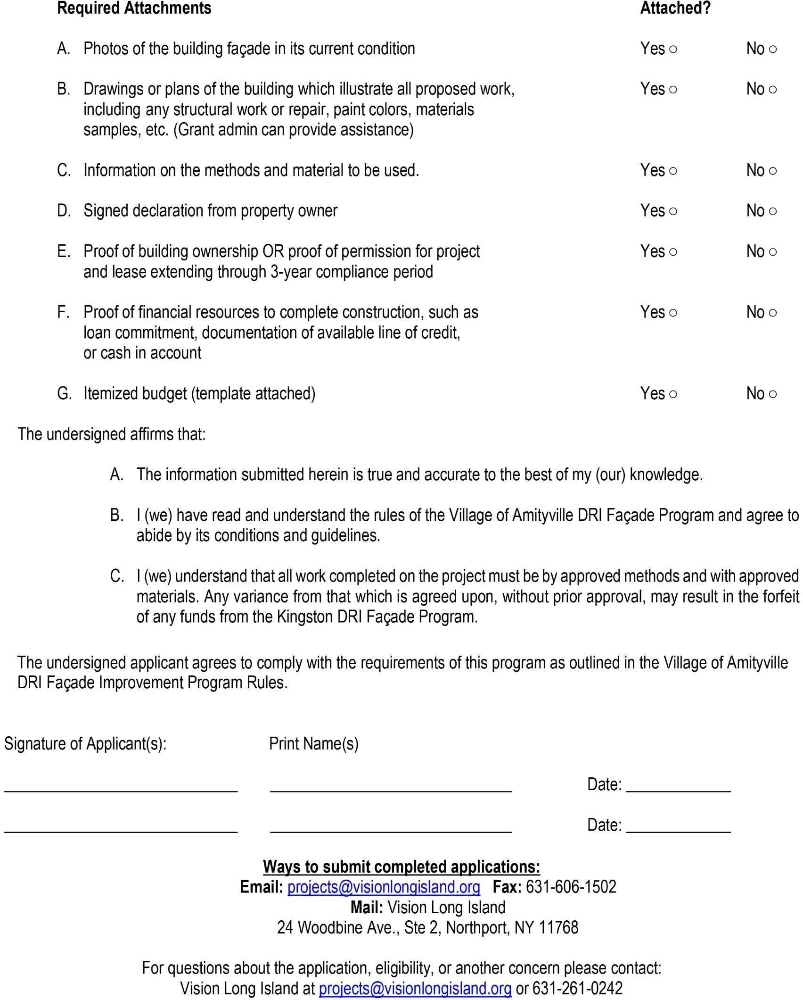 Required Attachments Attached?
A. Photos of the building façade in its current condition Yes ○ No ○
B. Drawings or plans of the building which illustrate all proposed work, Yes ○ No ○
including any structural work or repair, paint colors, materials
samples, etc. (Grant admin can provide assistance)
C. Information on the methods and material to be used. Yes ○ No ○
D. Signed declaration from property owner Yes ○ No ○
E. Proof of building ownership OR proof of permission for project Yes ○ No ○
and lease extending through 3-year compliance period
F. Proof of financial resources to complete construction, such as Yes ○ No ○
loan commitment, documentation of available line of credit,
or cash in account
G. Itemized budget (template attached) Yes ○ No ○
The undersigned affirms that:
A. The information submitted herein is true and accurate to the best of my (our) knowledge.
B. I (we) have read and understand the rules of the Village of Amityville DRI Façade Program and agree to
abide by its conditions and guidelines.
C. I (we) understand that all work completed on the project must be by approved methods and with approved
materials. Any variance from that which is agreed upon, without prior approval, may result in the forfeit
of any funds from the Kingston DRI Façade Program.
The undersigned applicant agrees to comply with the requirements of this program as outlined in the Village of Amityville
DRI Façade Improvement Program Rules.
Signature of Applicant(s): Print Name(s)
Date:
Date:
Ways to submit completed applications:
Email: projects@visionlongisland.org Fax: 631-606-1502
Mail: Vision Long Island
24 Woodbine Ave., Ste 2, Northport, NY 11768
For questions about the application, eligibility, or another concern please contact:
Vision Long Island at projects@visionlongisland.org or 631-261-0242